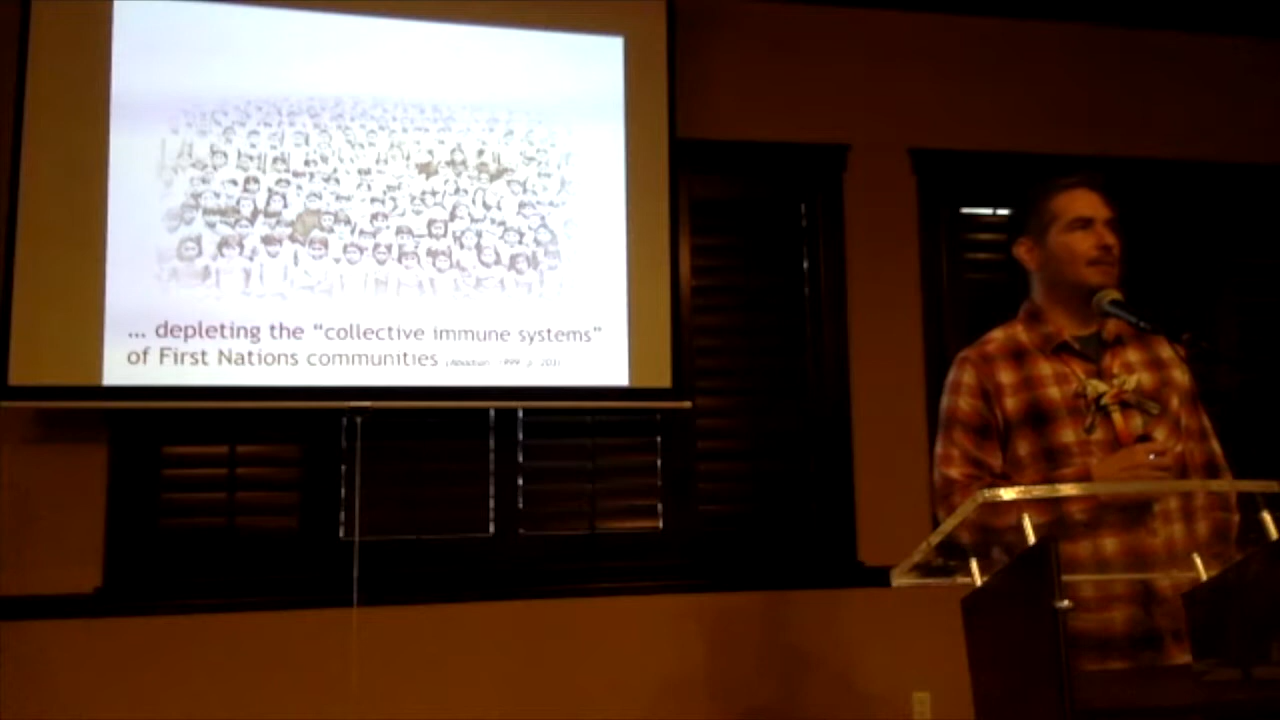 ... depleting the “collective immune systems”
of First Nations communities